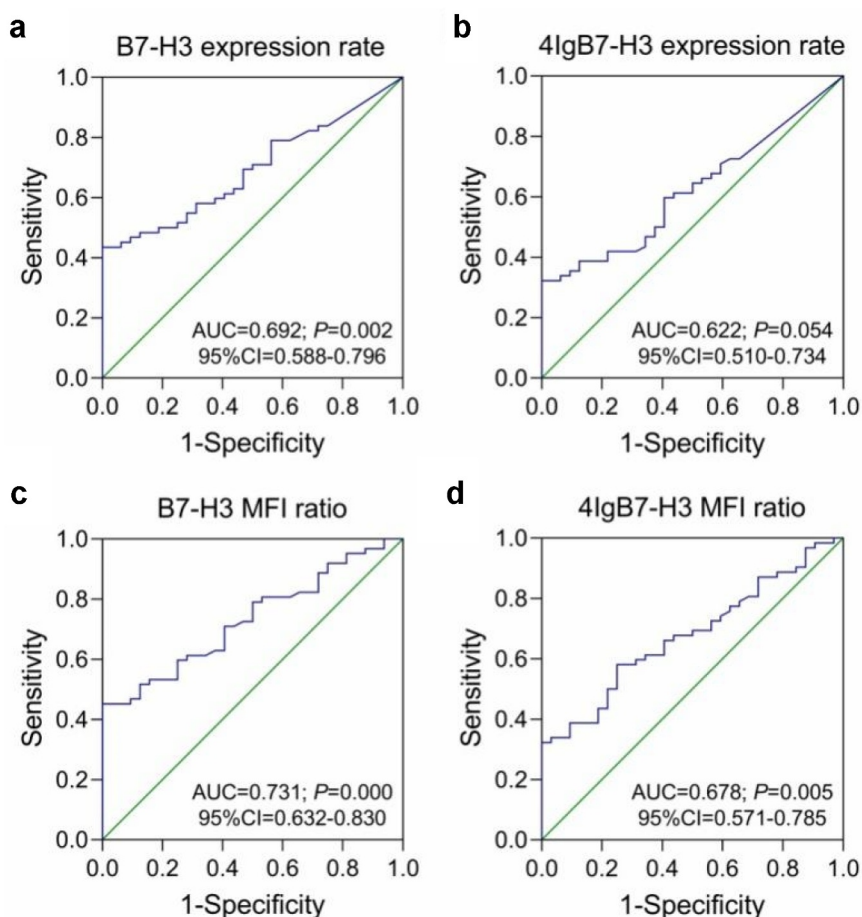 a
B7-H3 expression rate
1.0
0.8
0.6
0.4
0.2
0.0
Sensitivity
AUC=0.692; P=0.002
95%CI=0.588-0.796
0.0 0.2 0.4 0.6 0.8 1.0
1-Specificity
b
4IgB7-H3 expression rate
1.0
0.8
0.6
0.4
0.2
0.0
Sensitivity
AUC=0.622; P=0.054
95%CI=0.510-0.734
0.0 0.2 0.4 0.6 0.8 1.0
1-Specificity
c
B7-H3 MFI ratio
1.0
0.8
0.6
0.4
0.2
0.0
Sensitivity
AUC=0.731; P=0.000
95%CI=0.632-0.830
0.0 0.2 0.4 0.6 0.8 1.0
1-Specificity
d
4IgB7-H3 MFI ratio
1.0
0.8
0.6
0.4
0.2
0.0
Sensitivity
AUC=0.678; P=0.005
95%CI=0.571-0.785
0.0 0.2 0.4 0.6 0.8 1.0
1-Specificity